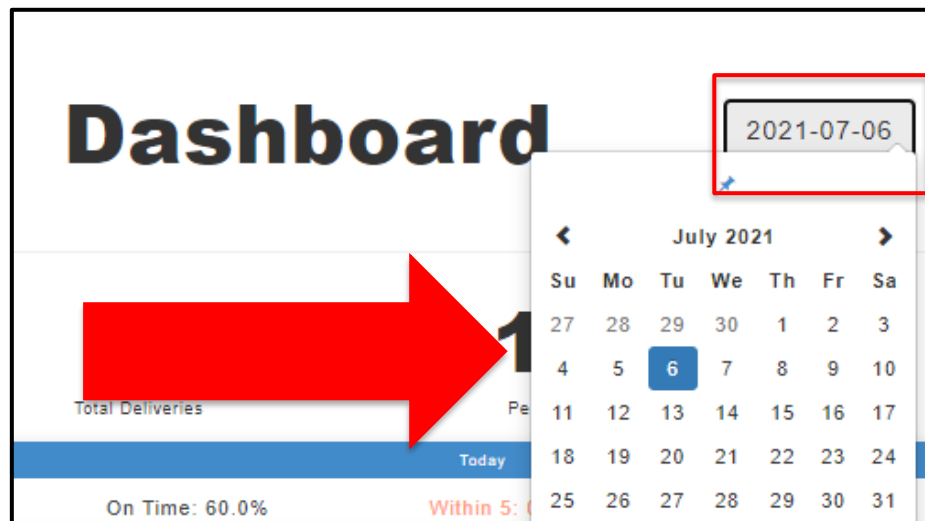 Dashboard
2021-07-06
July 2021
Su Mo Tu We Th Fr Sa
27 28 29 30 1 2 3
4 5 6 7 8 9 10
11 12 13 14 15 16 17
18 19 20 21 22 23 24
25 26 27 28 29 30 31
Total Deliveries
Today
On Time: 60.0%
Within 5: